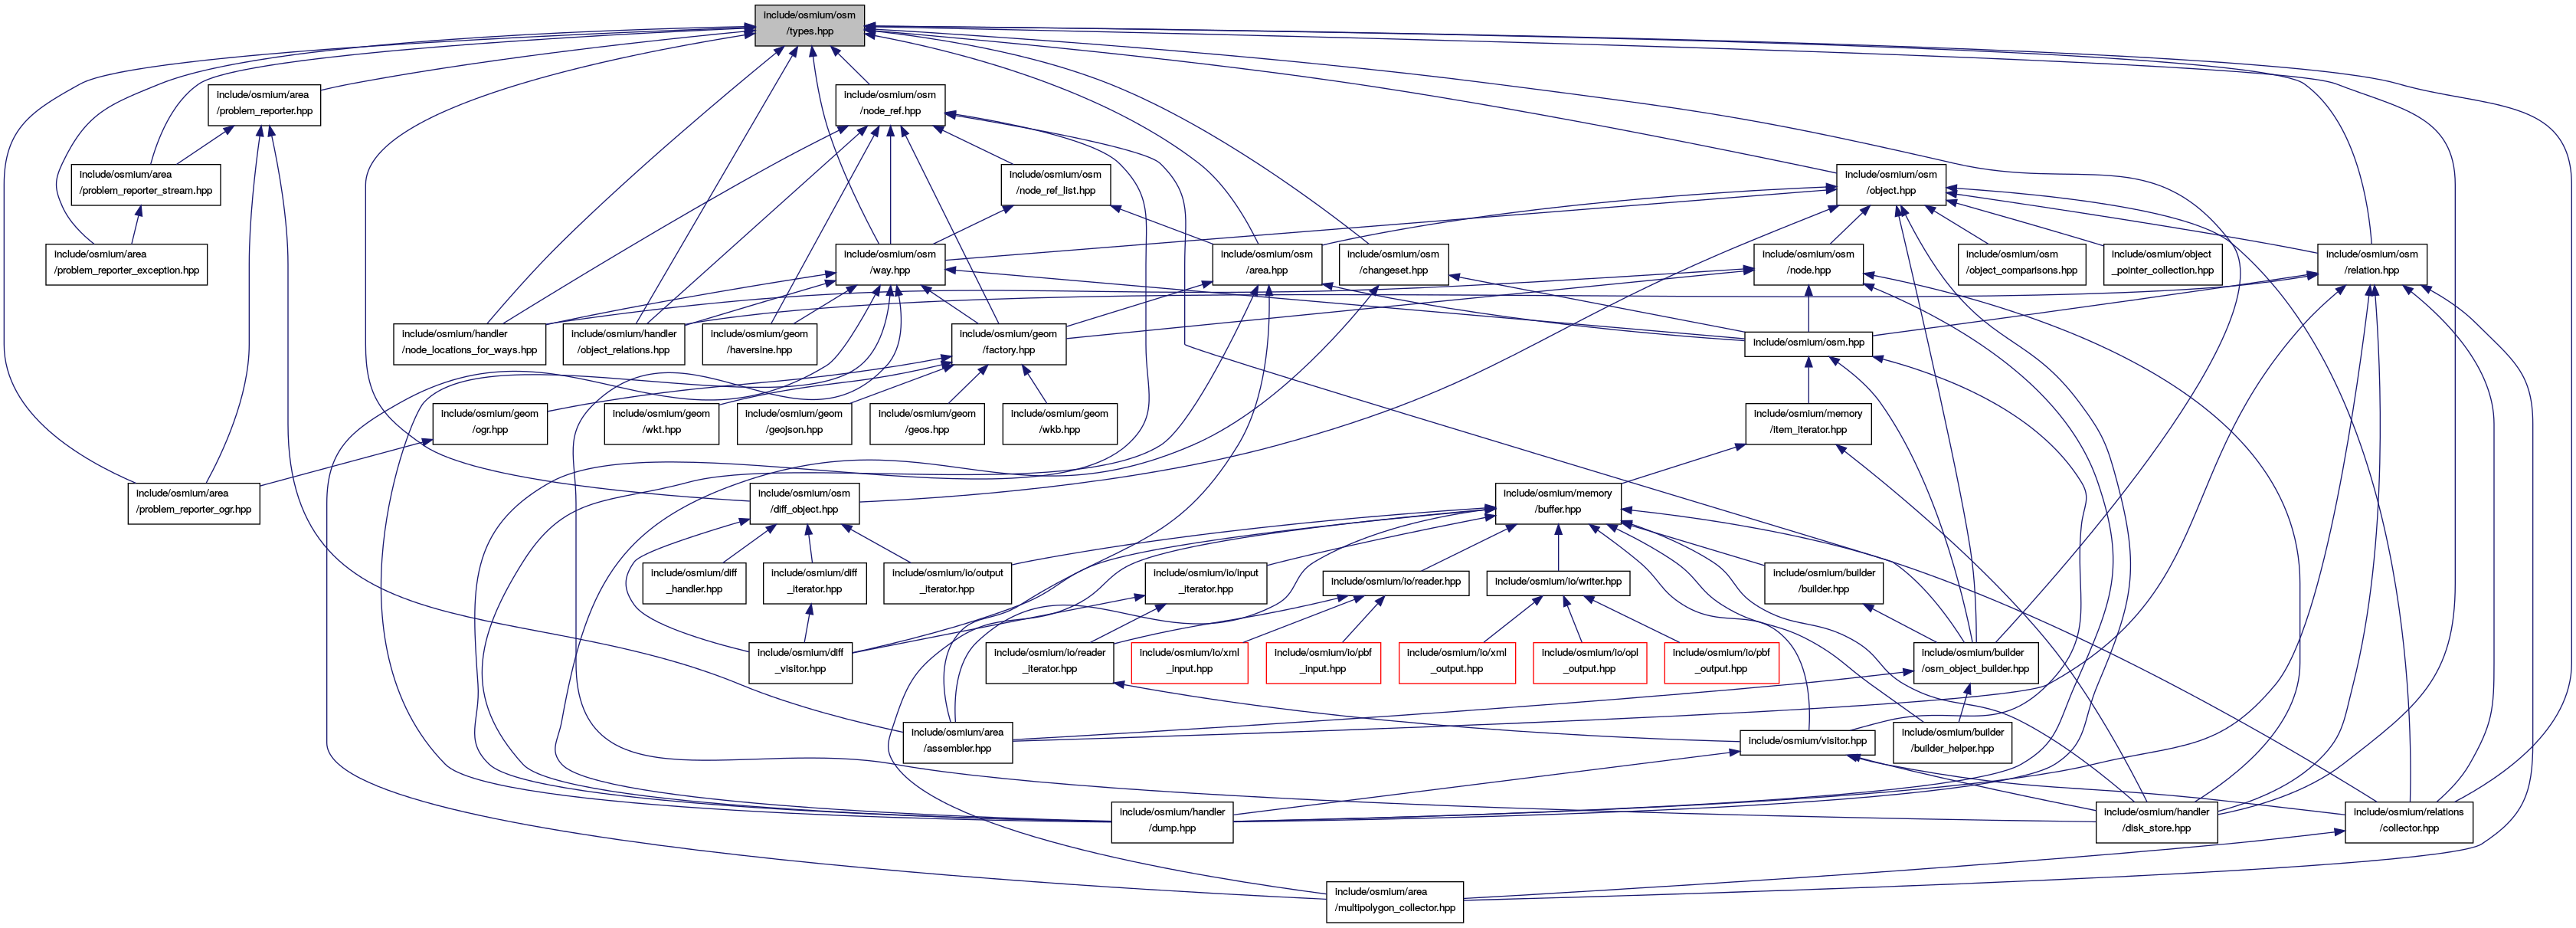 include/osmium/osm
/types.hpp
include/osmium/area
/problem_reporter.hpp
include/osmium/osm
/node_ref.hpp
include/osmium/area
/problem_reporter_stream.hpp
include/osmium/osm
/node_ref_list.hpp
include/osmium/osm
/object.hpp
include/osmium/area
/problem_reporter_exception.hpp
include/osmium/osm
/way.hpp
include/osmium/osm
/area.hpp
include/osmium/osm
/changeset.hpp
include/osmium/osm
/node.hpp
include/osmium/osm
/object_comparisons.hpp
include/osmium/object
_pointer_collection.hpp
include/osmium/osm
/relation.hpp
include/osmium/handler
/node_locations_for_ways.hpp
include/osmium/handler
/object_relations.hpp
include/osmium/geom
/haversine.hpp
include/osmium/geom
/factory.hpp
include/osmium/osm.hpp
include/osmium/geom
/ogr.hpp
include/osmium/geom
/wkt.hpp
include/osmium/geom
/geojson.hpp
include/osmium/geom
/geos.hpp
include/osmium/geom
/wkb.hpp
include/osmium/memory
/item_iterator.hpp
include/osmium/area
/problem_reporter_ogr.hpp
include/osmium/osm
/diff_object.hpp
include/osmium/memory
/buffer.hpp
include/osmium/diff
_handler.hpp
include/osmium/diff
_iterator.hpp
include/osmium/io/output
_iterator.hpp
include/osmium/io/input
_iterator.hpp
include/osmium/io/reader.hpp
include/osmium/io/writer.hpp
include/osmium/builder
/builder.hpp
include/osmium/diff
_visitor.hpp
include/osmium/io/reader
_iterator.hpp
include/osmium/io/xml
_input.hpp
include/osmium/io/pbf
_input.hpp
include/osmium/io/xml
_output.hpp
include/osmium/io/opl
_output.hpp
include/osmium/io/pbf
_output.hpp
include/osmium/builder
/osm_object_builder.hpp
include/osmium/area
/assembler.hpp
include/osmium/visitor.hpp
include/osmium/builder
/builder_helper.hpp
include/osmium/handler
/dump.hpp
include/osmium/handler
/disk_store.hpp
include/osmium/relations
/collector.hpp
include/osmium/area
/multipolygon_collector.hpp